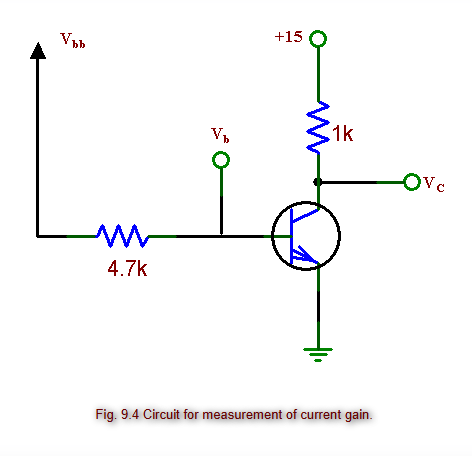 Vbb
+15
1k
Vb
VC
4.7k
Fig. 9.4 Circuit for measurement of current gain.